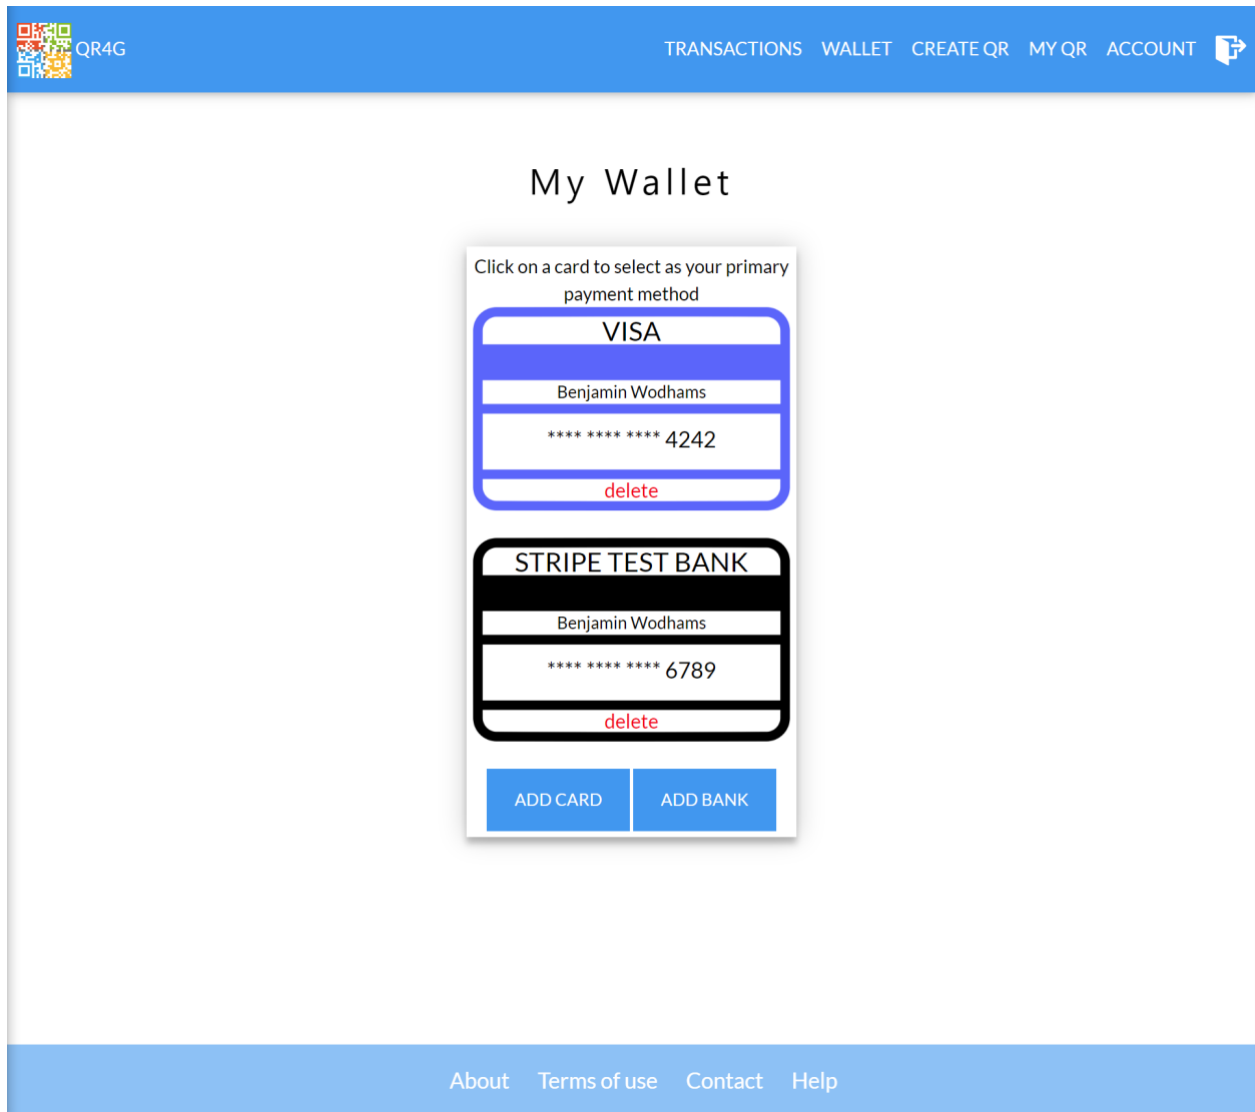 QR4G
TRANSACTIONS WALLET CREATE QR MY QR ACCOUNT
My Wallet
Click on a card to select as your primary
payment method
VISA
Benjamin Wodhams
**** **** **** 4242
delete
STRIPE TEST BANK
Benjamin Wodhams
**** **** **** 6789
delete
ADD CARD ADD BANK
About Terms of use Contact Help